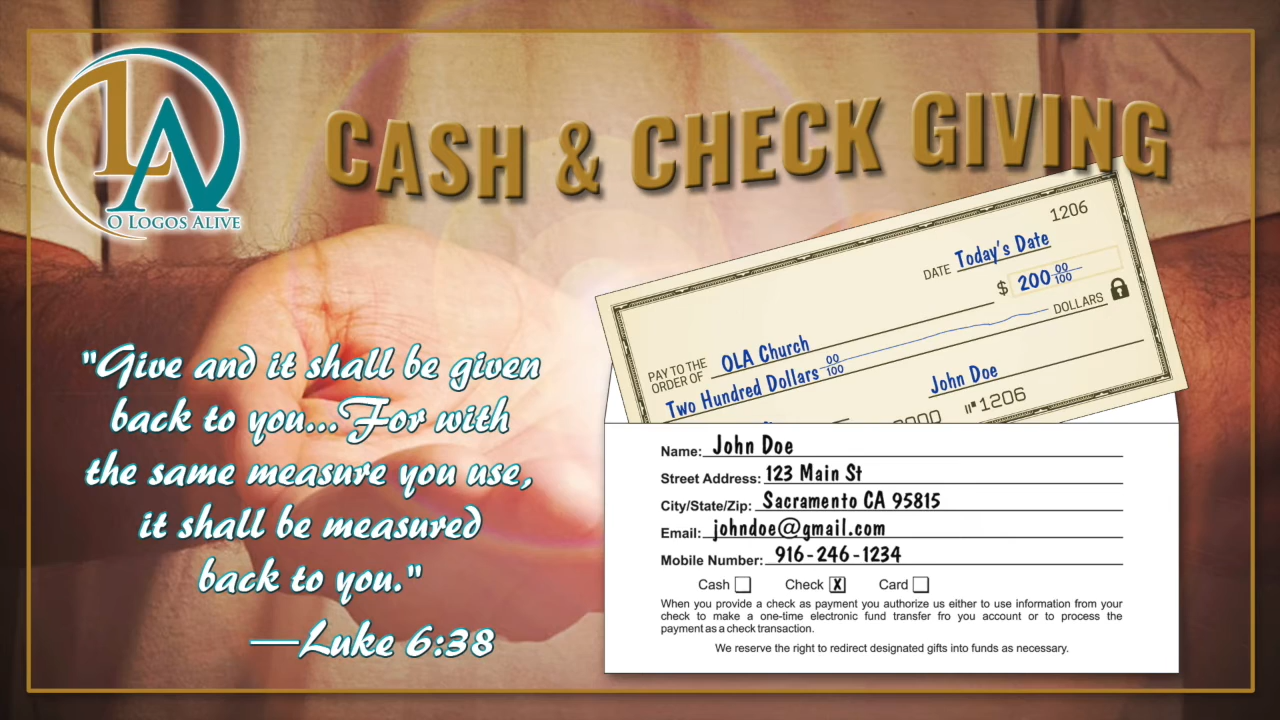 LA
O LOGOS ALIVE
CASH & CHECK GIVING
"Give and it shall be given
back to you...For with
the same measure you use,
it shall be measured
back to you."
—Luke 6:38
1206
DATE Today's Date
$ 200 00/100
PAY TO THE
ORDER OF OLA Church
Two Hundred Dollars 00/100 DOLLARS
John Doe
⑈1206
Name: John Doe
Street Address: 123 Main St
City/State/Zip: Sacramento CA 95815
Email: johndoe@gmail.com
Mobile Number: 916-246-1234
Cash Check X Card
When you provide a check as payment you authorize us either to use information from your
check to make a one-time electronic fund transfer fro you account or to process the
payment as a check transaction.
We reserve the right to redirect designated gifts into funds as necessary.